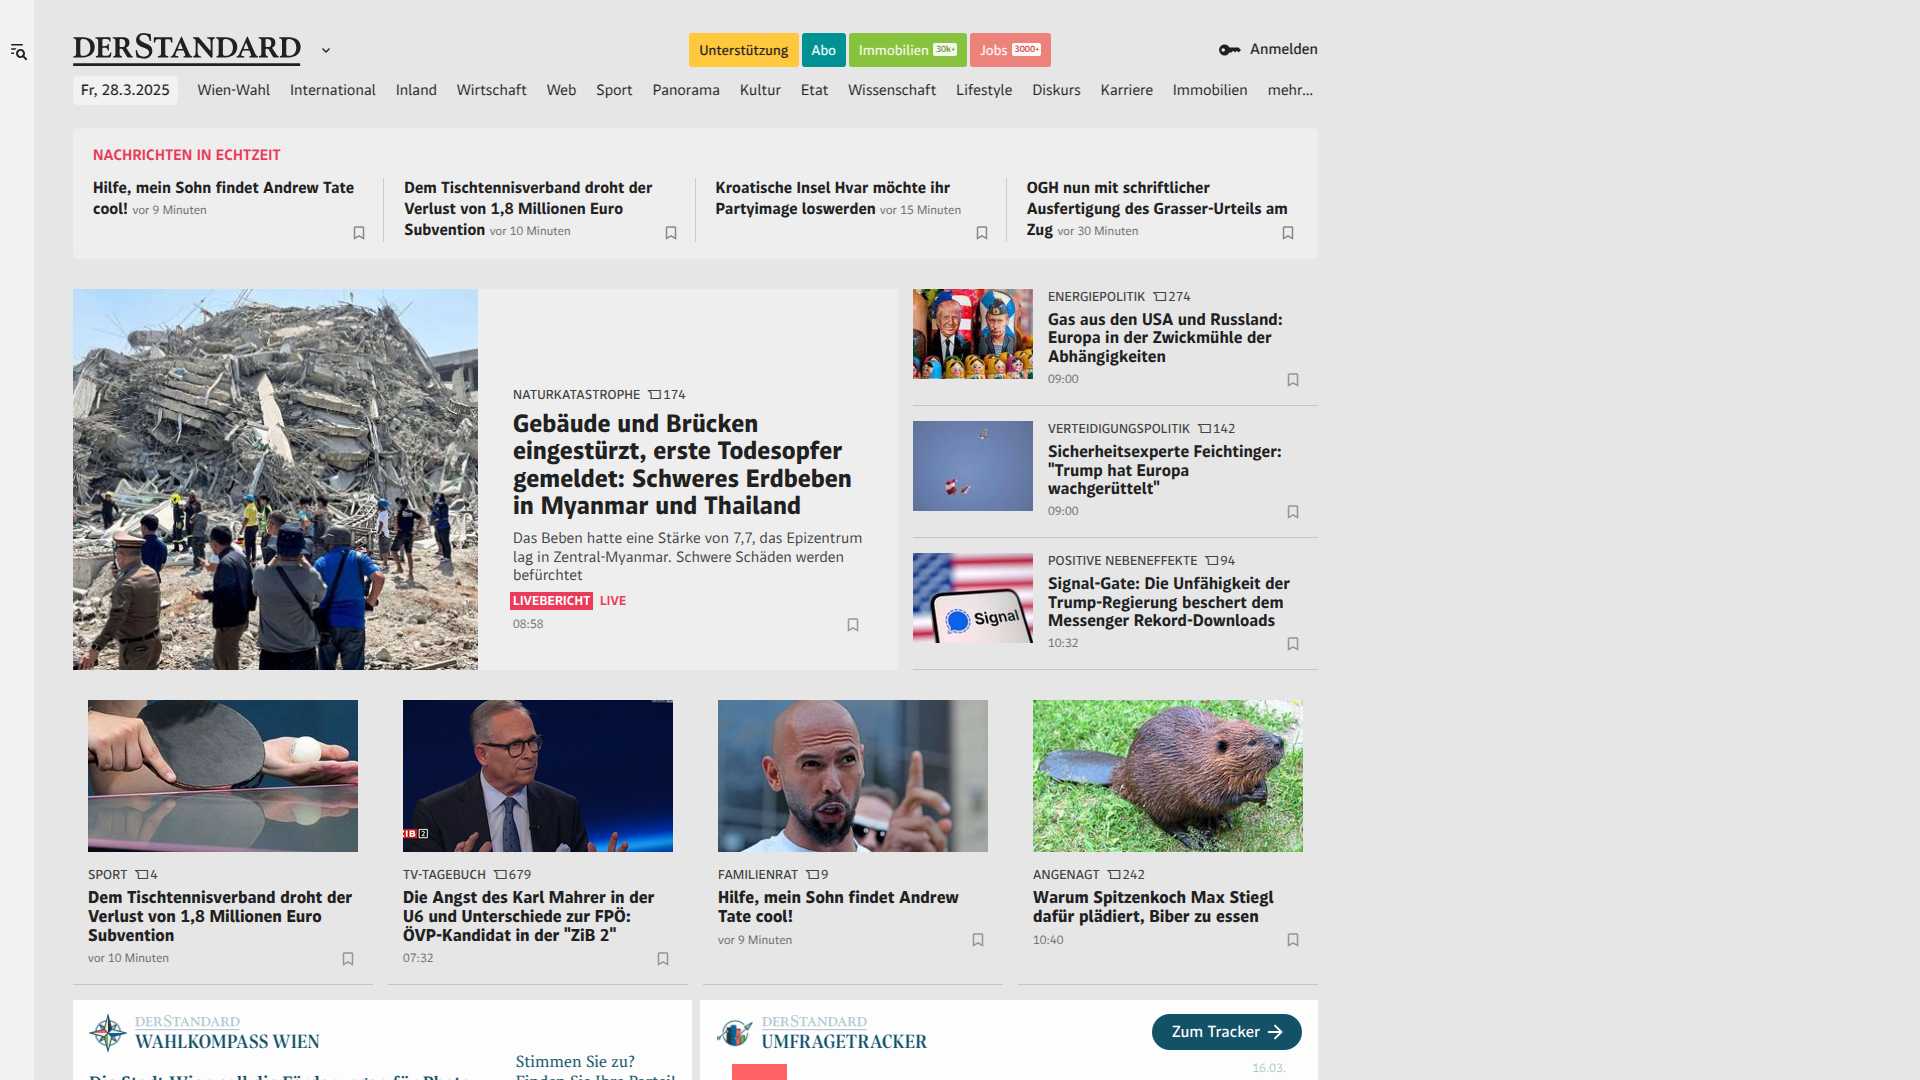 DERSTANDARD
Unterstützung
Abo
Immobilien 30k+
Jobs 3000+
Anmelden
Fr, 28.3.2025
Wien-Wahl
International
Inland
Wirtschaft
Web
Sport
Panorama
Kultur
Etat
Wissenschaft
Lifestyle
Diskurs
Karriere
Immobilien
mehr...
NACHRICHTEN IN ECHTZEIT
Hilfe, mein Sohn findet Andrew Tate
cool! vor 9 Minuten
Dem Tischtennisverband droht der
Verlust von 1,8 Millionen Euro
Subvention vor 10 Minuten
Kroatische Insel Hvar möchte ihr
Partyimage loswerden vor 15 Minuten
OGH nun mit schriftlicher
Ausfertigung des Grasser-Urteils am
Zug vor 30 Minuten
NATURKATASTROPHE 174
Gebäude und Brücken
eingestürzt, erste Todesopfer
gemeldet: Schweres Erdbeben
in Myanmar und Thailand
Das Beben hatte eine Stärke von 7,7, das Epizentrum
lag in Zentral-Myanmar. Schwere Schäden werden
befürchtet
LIVEBERICHT LIVE
08:58
ENERGIEPOLITIK 274
Gas aus den USA und Russland:
Europa in der Zwickmühle der
Abhängigkeiten
09:00
VERTEIDIGUNGSPOLITIK 142
Sicherheitsexperte Feichtinger:
"Trump hat Europa
wachgerüttelt"
09:00
Signal
POSITIVE NEBENEFFEKTE 94
Signal-Gate: Die Unfähigkeit der
Trump-Regierung beschert dem
Messenger Rekord-Downloads
10:32
SPORT 4
Dem Tischtennisverband droht der
Verlust von 1,8 Millionen Euro
Subvention
vor 10 Minuten
ZIB 2
TV-TAGEBUCH 679
Die Angst des Karl Mahrer in der
U6 und Unterschiede zur FPÖ:
ÖVP-Kandidat in der "ZiB 2"
07:32
FAMILIENRAT 9
Hilfe, mein Sohn findet Andrew
Tate cool!
vor 9 Minuten
ANGENAGT 242
Warum Spitzenkoch Max Stiegl
dafür plädiert, Biber zu essen
10:40
DERSTANDARD
WAHLKOMPASS WIEN
Stimmen Sie zu?
DERSTANDARD
UMFRAGETRACKER
Zum Tracker
16.03.